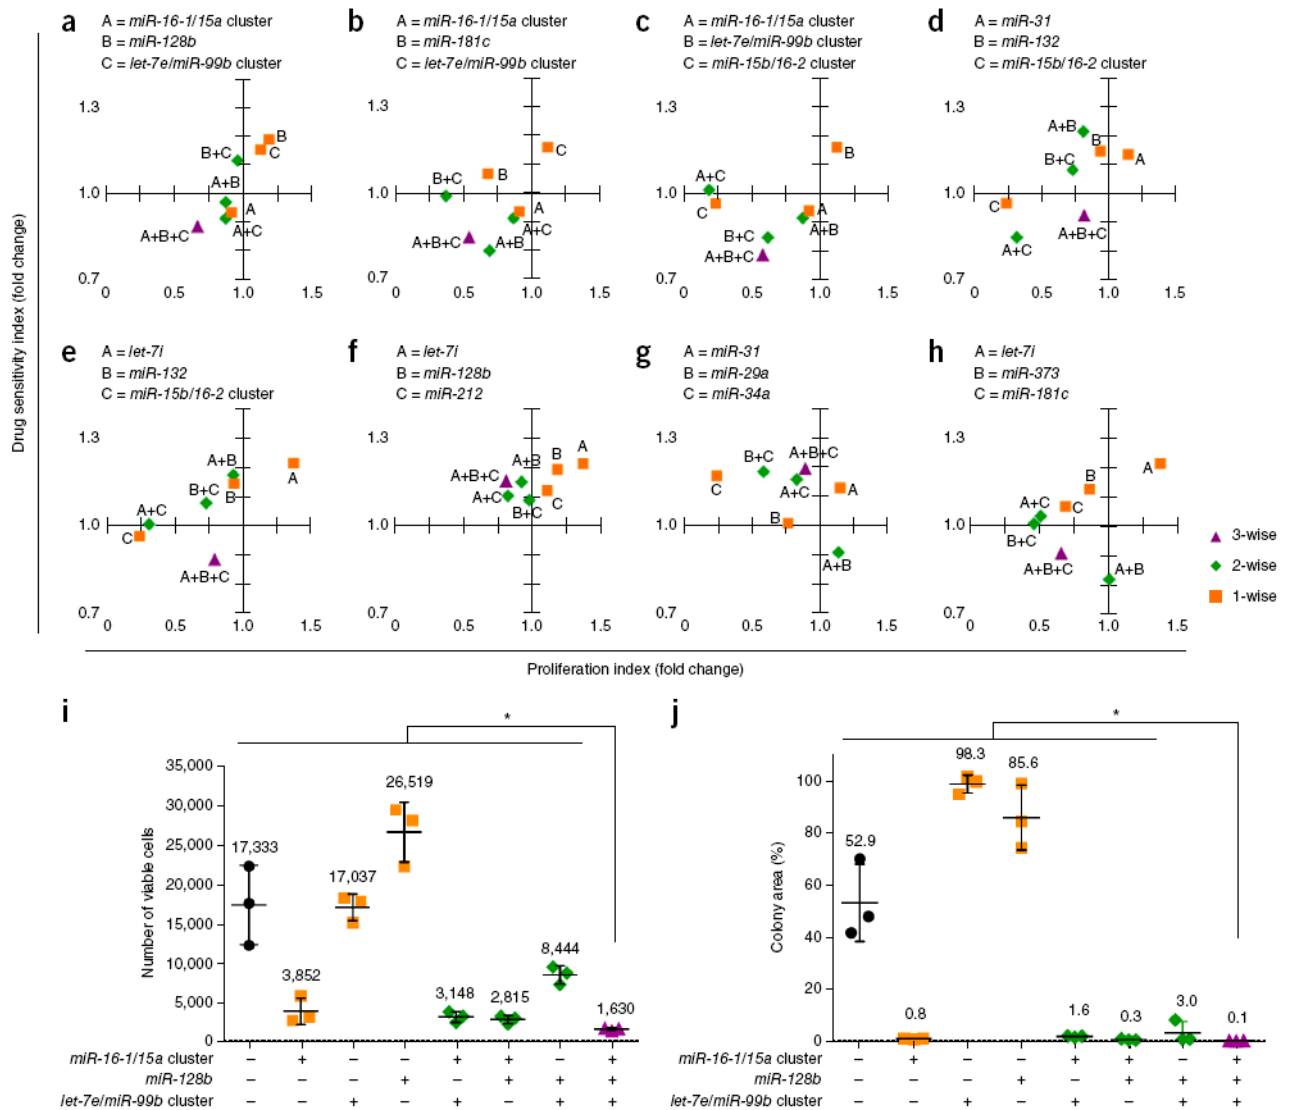 a
A = miR-16-1/15a cluster
B = miR-128b
C = let-7e/miR-99b cluster
1.3
1.0
0.7
0 0.5 1.0 1.5
B
C
B+C
A+B
A
A+C
A+B+C
b
A = miR-16-1/15a cluster
B = miR-181c
C = let-7e/miR-99b cluster
1.3
1.0
0.7
0 0.5 1.0 1.5
C
B
B+C
A
A+C
A+B
A+B+C
c
A = miR-16-1/15a cluster
B = let-7e/miR-99b cluster
C = miR-15b/16-2 cluster
1.3
1.0
0.7
0 0.5 1.0 1.5
B
A+C
C
A
A+B
B+C
A+B+C
d
A = miR-31
B = miR-132
C = miR-15b/16-2 cluster
1.3
1.0
0.7
0 0.5 1.0 1.5
A+B
B
A
B+C
C
A+B+C
A+C
Drug sensitivity index (fold change)
e
A = let-7i
B = miR-132
C = miR-15b/16-2 cluster
1.3
1.0
0.7
0 0.5 1.0 1.5
A+B
A
B+C
B
A+C
C
A+B+C
f
A = let-7i
B = miR-128b
C = miR-212
1.3
1.0
0.7
0 0.5 1.0 1.5
A
B
A+B
A+B+C
A+C
C
B+C
g
A = miR-31
B = miR-29a
C = miR-34a
1.3
1.0
0.7
0 0.5 1.0 1.5
A+B+C
B+C
C
A+C
A
B
A+B
h
A = let-7i
B = miR-373
C = miR-181c
1.3
1.0
0.7
0 0.5 1.0 1.5
A
B
A+C
C
B+C
A+B+C
A+B
3-wise
2-wise
1-wise
Proliferation index (fold change)
i
*
Number of viable cells
35,000
30,000
25,000
20,000
15,000
10,000
5,000
0
17,333
3,852
17,037
26,519
3,148
2,815
8,444
1,630
miR-16-1/15a cluster – + – – + + – +
miR-128b – – – + – + + +
let-7e/miR-99b cluster – – + – + – + +
j
*
Colony area (%)
100
80
60
40
20
0
52.9
0.8
98.3
85.6
1.6
0.3
3.0
0.1
miR-16-1/15a cluster – + – – + + – +
miR-128b – – – + – + + +
let-7e/miR-99b cluster – – + – + – + +